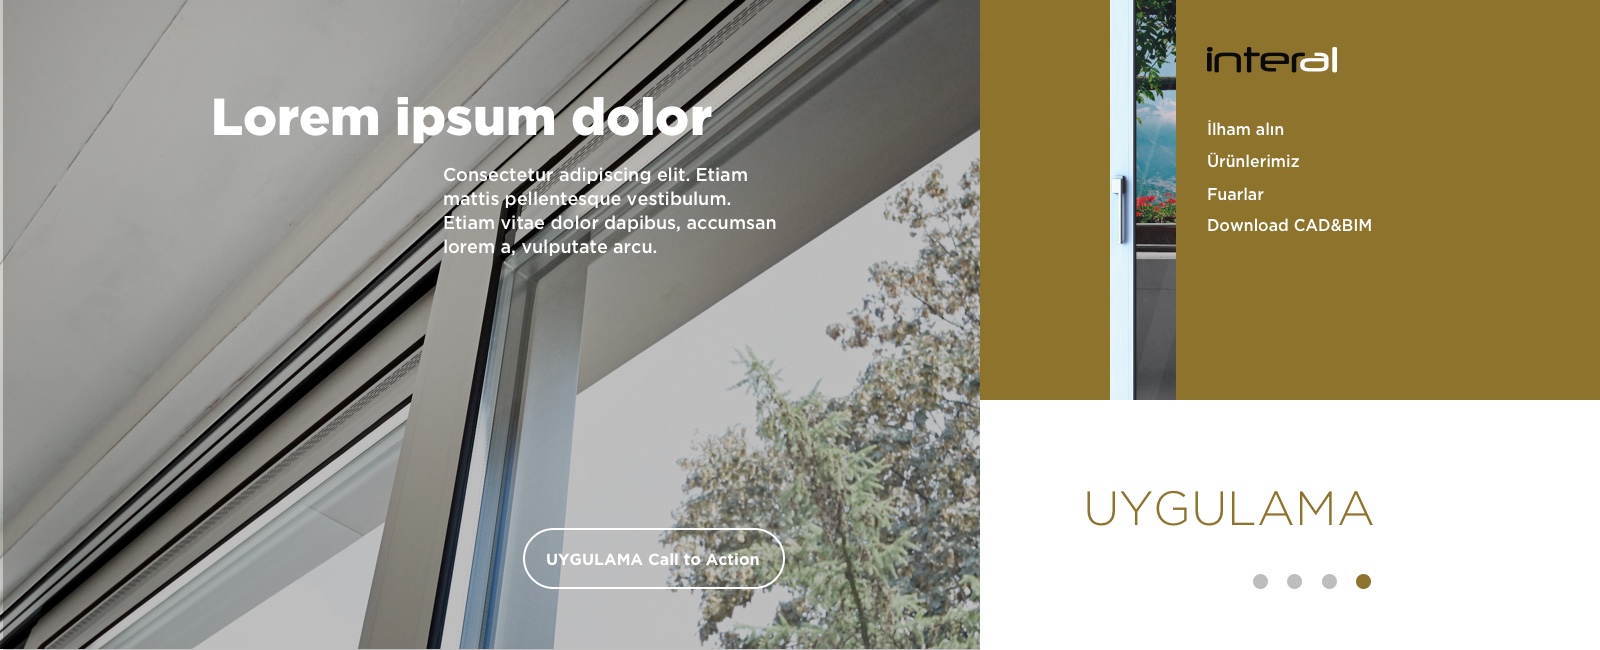 Lorem ipsum dolor
Consectetur adipiscing elit. Etiam
mattis pellentesque vestibulum.
Etiam vitae dolor dapibus, accumsan
lorem a, vulputate arcu.
UYGULAMA Call to Action
interal
İlham alın
Ürünlerimiz
Fuarlar
Download CAD&BIM
UYGULAMA